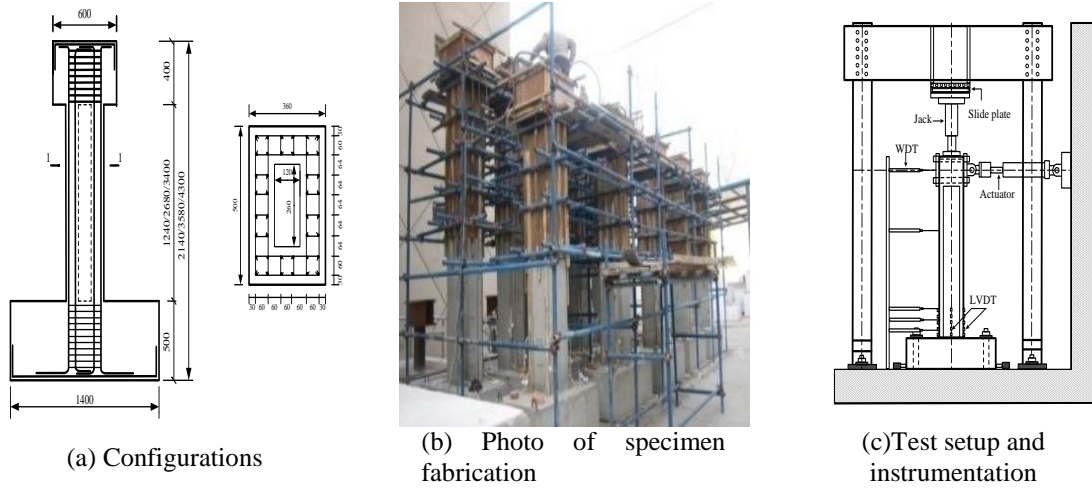 600
400
1
1
1240/2680/3400
2140/3580/4300
500
1400
360
120
260
500
30
60
64
64
64
64
60
30
30 60 60 60 60 60 30
Jack
Slide plate
WDT
Actuator
LVDT
(a) Configurations
(b) Photo of specimen
fabrication
(c)Test setup and
instrumentation